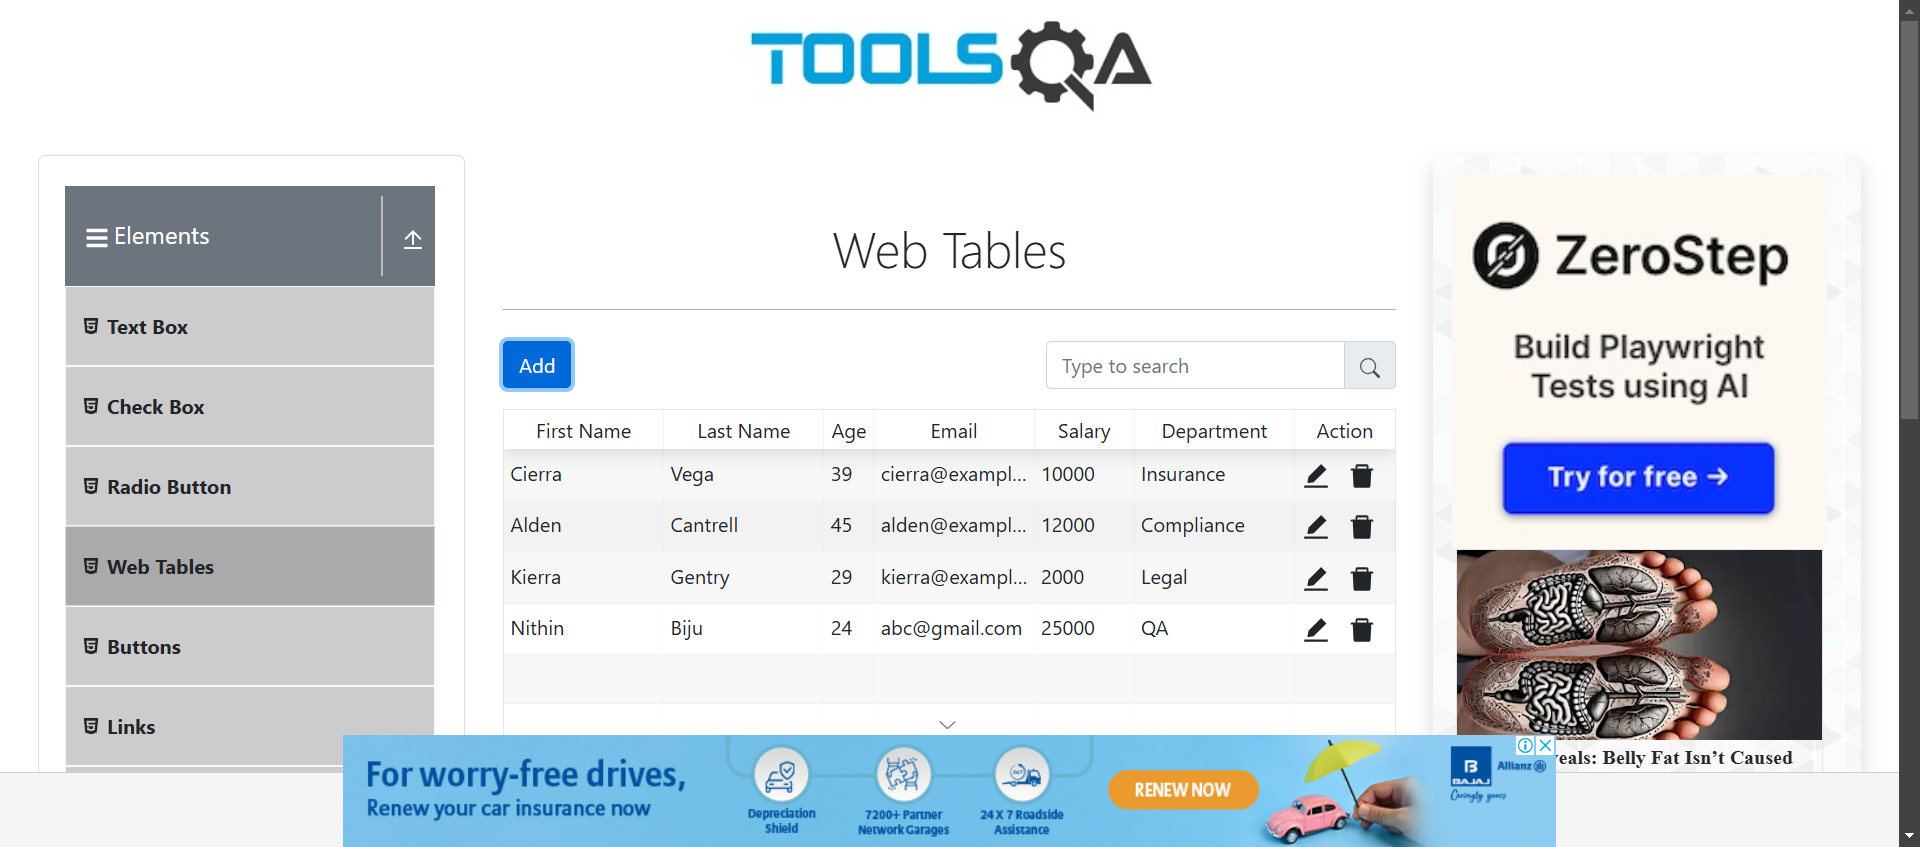 TOOLSQA
Elements
Text Box
Check Box
Radio Button
Web Tables
Buttons
Links
Web Tables
Add
Type to search
First Name Last Name Age Email Salary Department Action
Cierra Vega 39 cierra@exampl... 10000 Insurance
Alden Cantrell 45 alden@exampl... 12000 Compliance
Kierra Gentry 29 kierra@exampl... 2000 Legal
Nithin Biju 24 abc@gmail.com 25000 QA
ZeroStep
Build Playwright
Tests using AI
Try for free →
eals: Belly Fat Isn’t Caused
For worry-free drives,
Renew your car insurance now
Depreciation
Shield
7200+ Partner
Network Garages
24 X 7 Roadside
Assistance
RENEW NOW
B
BAJAJ
Allianz
Caringly yours